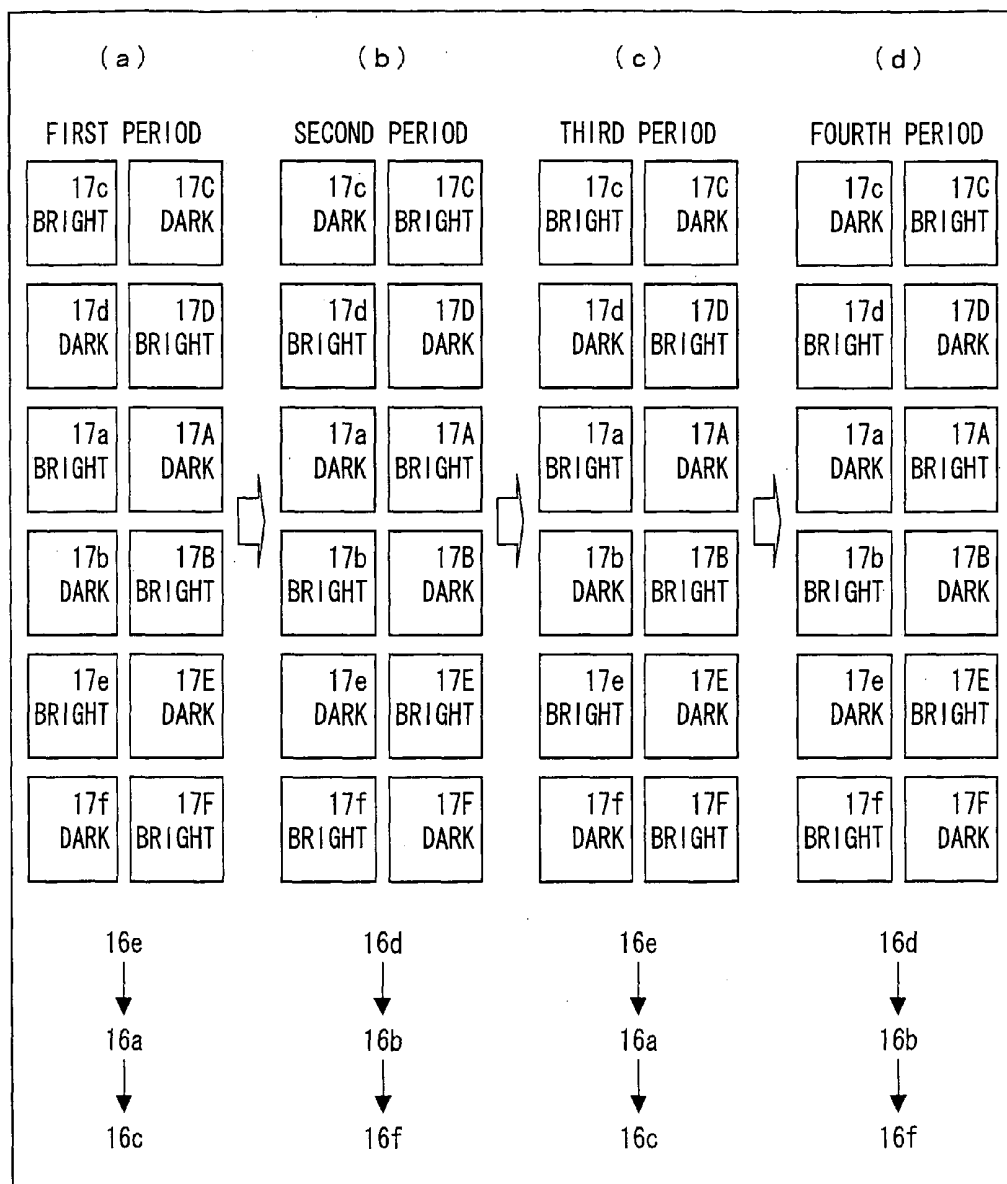 (a) (b) (c) (d)
FIRST PERIOD SECOND PERIOD THIRD PERIOD FOURTH PERIOD
17c 17C 17c 17C 17c 17C 17c 17C
BRIGHT DARK DARK BRIGHT BRIGHT DARK DARK BRIGHT
17d 17D 17d 17D 17d 17D 17d 17D
DARK BRIGHT BRIGHT DARK DARK BRIGHT BRIGHT DARK
17a 17A 17a 17A 17a 17A 17a 17A
BRIGHT DARK DARK BRIGHT BRIGHT DARK DARK BRIGHT
17b 17B 17b 17B 17b 17B 17b 17B
DARK BRIGHT BRIGHT DARK DARK BRIGHT BRIGHT DARK
17e 17E 17e 17E 17e 17E 17e 17E
BRIGHT DARK DARK BRIGHT BRIGHT DARK DARK BRIGHT
17f 17F 17f 17F 17f 17F 17f 17F
DARK BRIGHT BRIGHT DARK DARK BRIGHT BRIGHT DARK
16e 16d 16e 16d
16a 16b 16a 16b
16c 16f 16c 16f